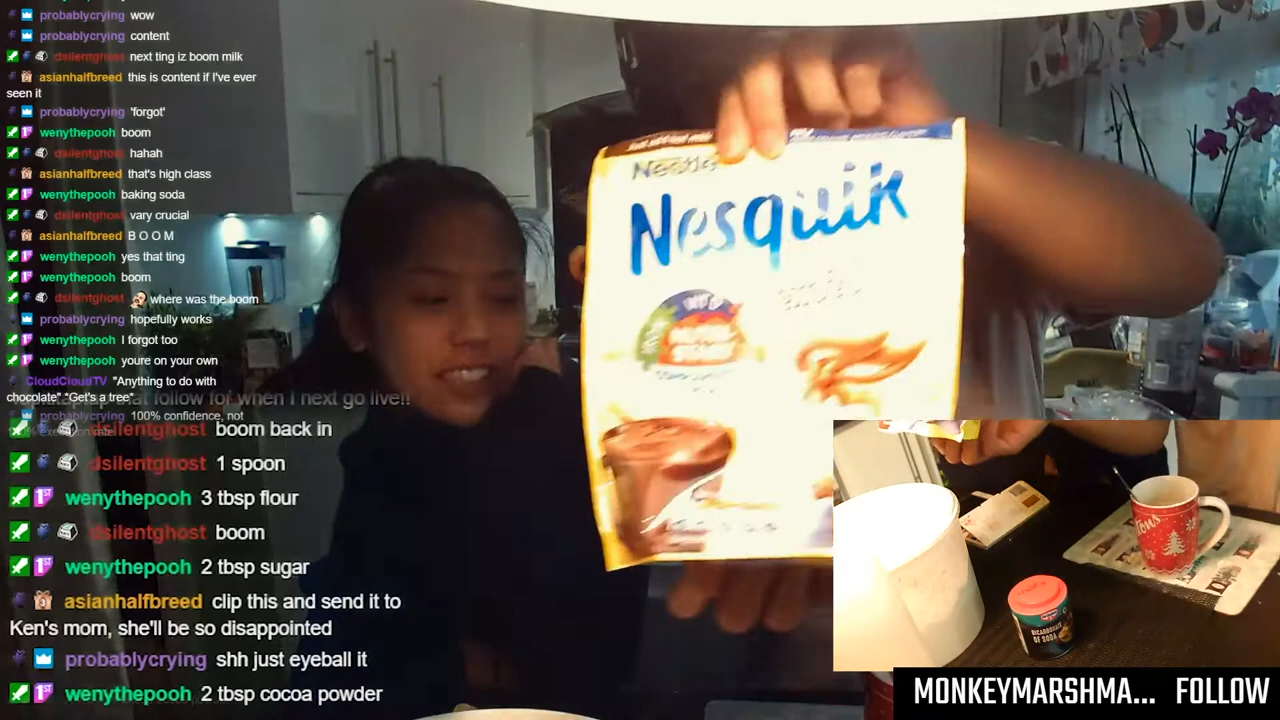 probablycrying wow
probablycrying content
dsilentghost next ting iz boom milk
asianhalfbreed this is content if I've ever
seen it
probablycrying 'forgot'
wenythepooh boom
dsilentghost hahah
asianhalfbreed that's high class
wenythepooh baking soda
dsilentghost vary crucial
asianhalfbreed B O O M
wenythepooh yes that ting
wenythepooh boom
dsilentghost where was the boom
probablycrying hopefully works
wenythepooh I forgot too
wenythepooh youre on your own
CloudCloudTV "Anything to do with
chocolate" "Get's a tree"
that follow for when I next go live!!
probablycrying 100% confidence, not
dsilentghost boom back in
dsilentghost 1 spoon
wenythepooh 3 tbsp flour
dsilentghost boom
wenythepooh 2 tbsp sugar
asianhalfbreed clip this and send it to
Ken's mom, she'll be so disappointed
probablycrying shh just eyeball it
wenythepooh 2 tbsp cocoa powder
Nestlé
Nesquik
BICARBONATE
OF SODA
MONKEYMARSHMA... FOLLOW